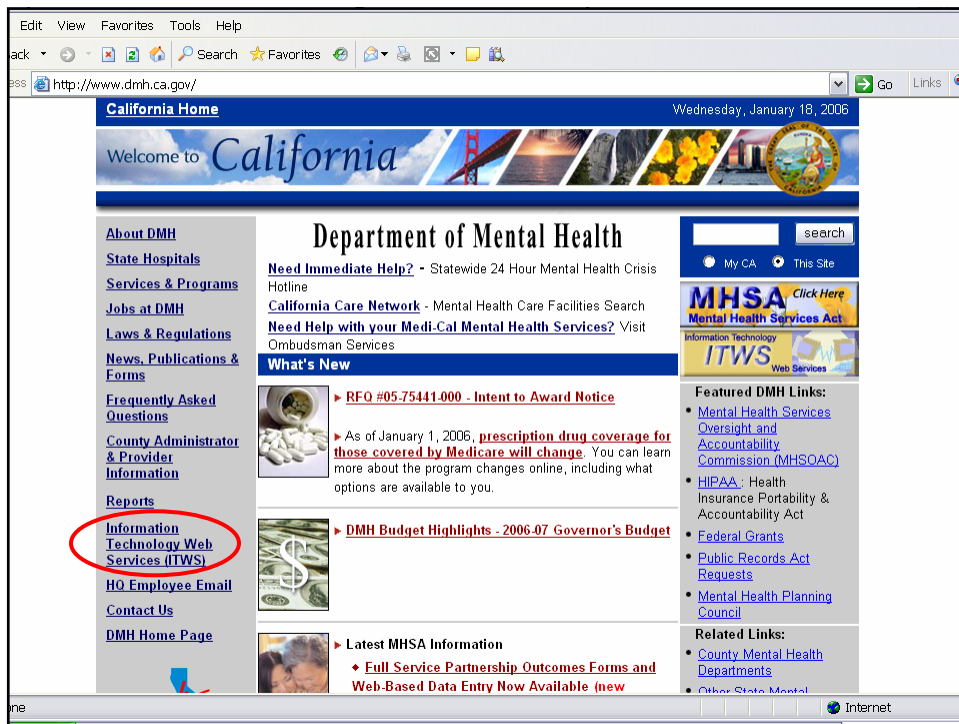 Edit View Favorites Tools Help
ack Search Favorites
ess http://www.dmh.ca.gov/ Go Links
California Home Wednesday, January 18, 2006
Welcome to California
About DMH
State Hospitals
Services & Programs
Jobs at DMH
Laws & Regulations
News, Publications &
Forms
Frequently Asked
Questions
County Administrator
& Provider
Information
Reports
Information
Technology Web
Services (ITWS)
HQ Employee Email
Contact Us
DMH Home Page
Department of Mental Health
Need Immediate Help? - Statewide 24 Hour Mental Health Crisis
Hotline
California Care Network - Mental Health Care Facilities Search
Need Help with your Medi-Cal Mental Health Services? Visit
Ombudsman Services
What's New
RFQ #05-75441-000 - Intent to Award Notice
As of January 1, 2006, prescription drug coverage for
those covered by Medicare will change. You can learn
more about the program changes online, including what
options are available to you.
$
DMH Budget Highlights - 2006-07 Governor's Budget
Latest MHSA Information
Full Service Partnership Outcomes Forms and
Web-Based Data Entry Now Available (new
search
My CA This Site
MHSA Click Here
Mental Health Services Act
Information Technology
ITWS
Web Services
Featured DMH Links:
Mental Health Services
Oversight and
Accountability
Commission (MHSOAC)
HIPAA : Health
Insurance Portability &
Accountability Act
Federal Grants
Public Records Act
Requests
Mental Health Planning
Council
Related Links:
County Mental Health
Departments
Other State Mental
one Internet